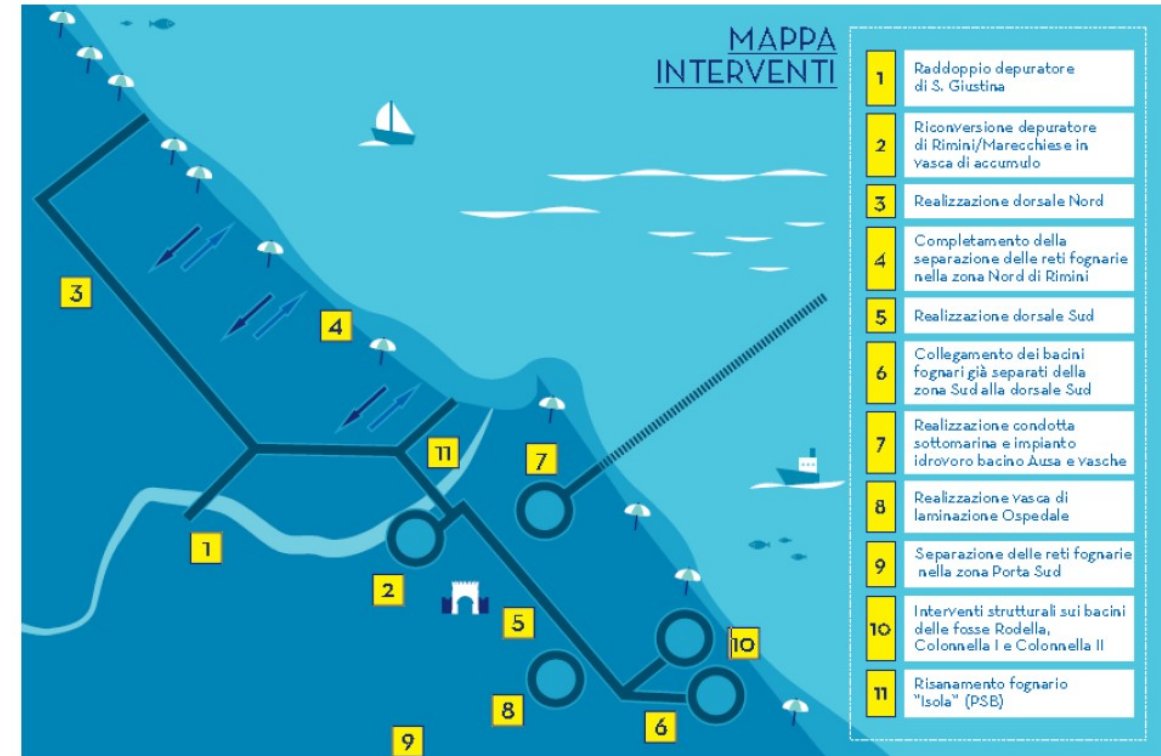 MAPPA
INTERVENTI
1
Raddoppio depuratore
di S. Giustina
2
Riconversione depuratore
di Rimini/Marecchiese in
vasca di accumulo
3
Realizzazione dorsale Nord
4
Completamento della
separazione delle reti fognarie
nella zona Nord di Rimini
5
Realizzazione dorsale Sud
6
Collegamento dei bacini
fognari già separati della
zona Sud alla dorsale Sud
7
Realizzazione condotta
sottomarina e impianto
idrovoro bacino Ausa e vasche
8
Realizzazione vasca di
laminazione Ospedale
9
Separazione delle reti fognarie
nella zona Porta Sud
10
Interventi strutturali sui bacini
delle fosse Rodella,
Colonnella I e Colonnella II
11
Risanamento fognario
"Isola" (PSB)
3
4
11
7
1
2
5
10
8
6
9